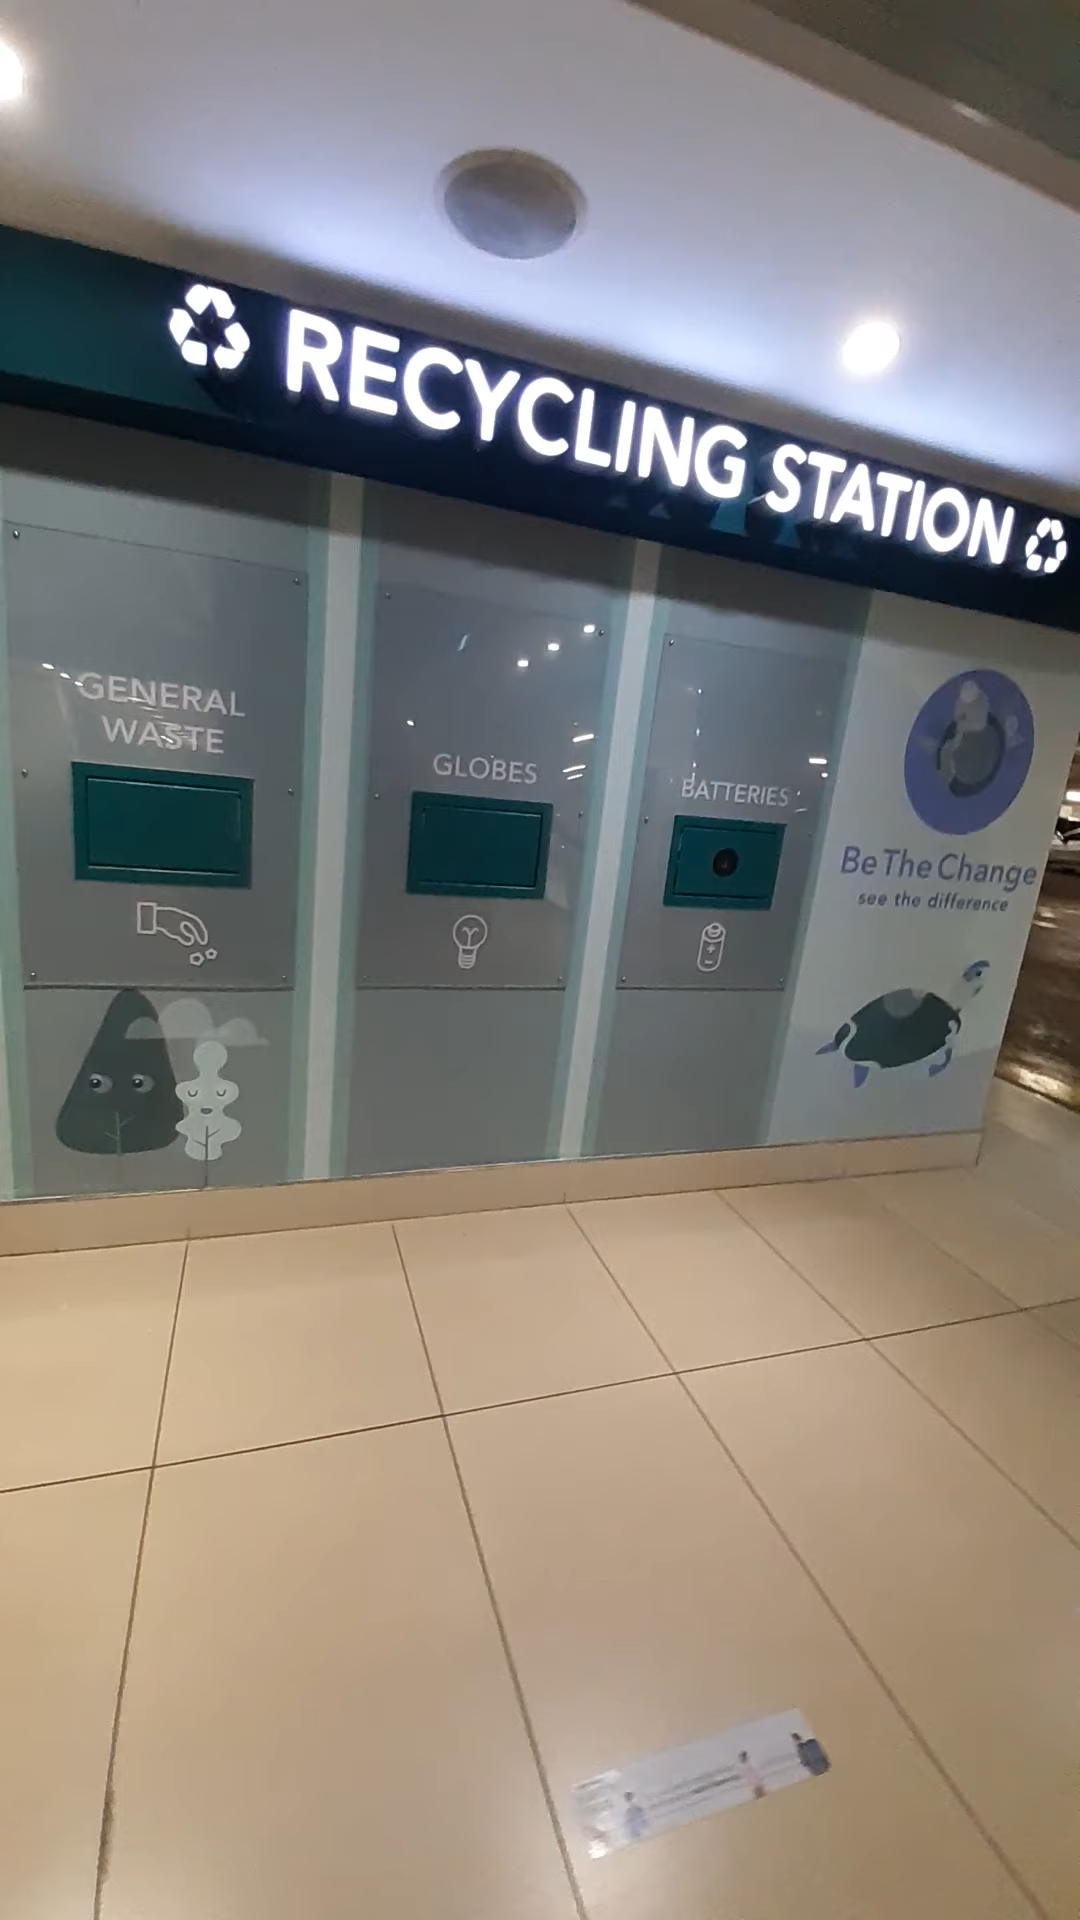 RECYCLING STATION
GENERAL
WASTE
GLOBES
BATTERIES
Be The Change
see the difference